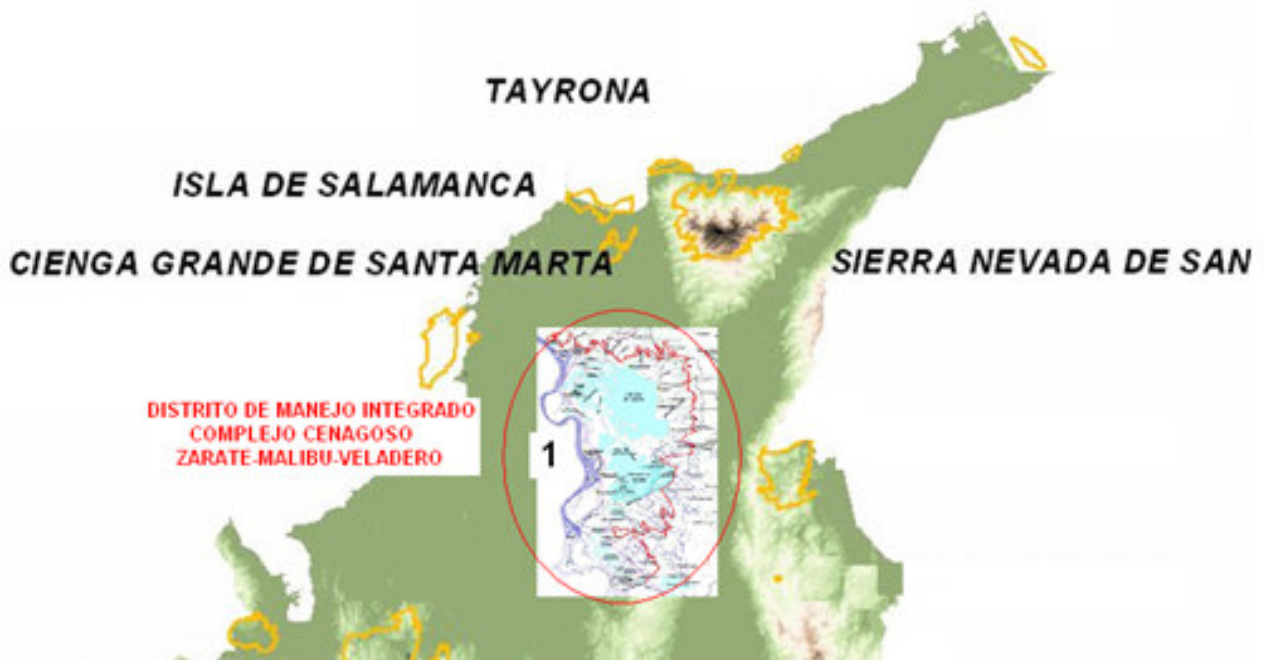 TAYRONA
ISLA DE SALAMANCA
CIENGA GRANDE DE SANTA MARTA
SIERRA NEVADA DE SAN
DISTRITO DE MANEJO INTEGRADO
COMPLEJO CENAGOSO
ZARATE-MALIBU-VELADERO
1